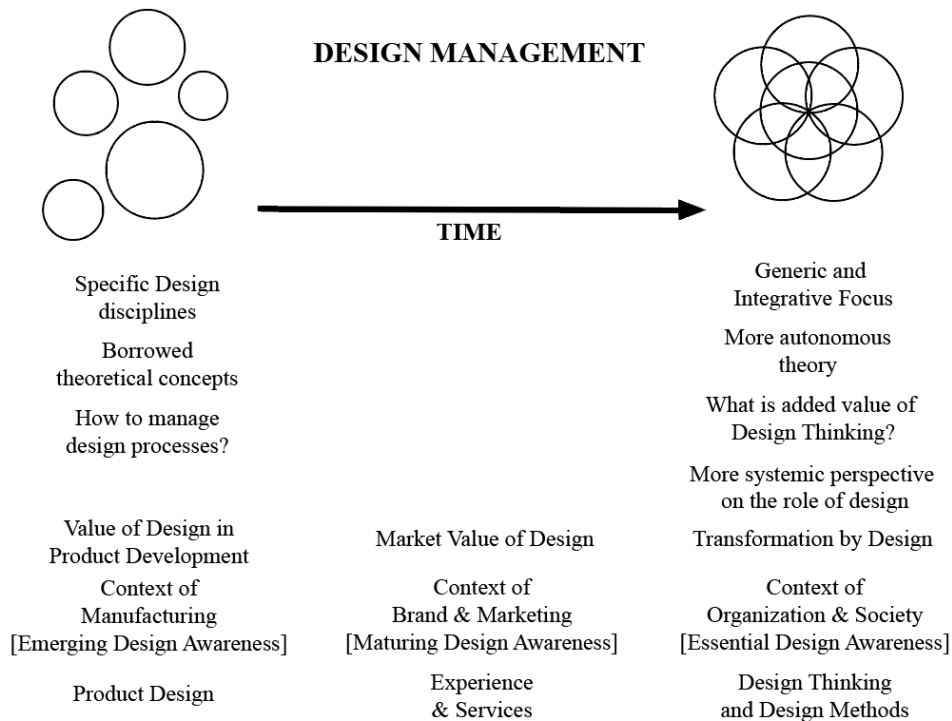 DESIGN MANAGEMENT
TIME
Specific Design
disciplines
Generic and
Integrative Focus
Borrowed
theoretical concepts
More autonomous
theory
How to manage
design processes?
What is added value of
Design Thinking?
More systemic perspective
on the role of design
Value of Design in
Product Development
Market Value of Design
Transformation by Design
Context of
Manufacturing
[Emerging Design Awareness]
Context of
Brand & Marketing
[Maturing Design Awareness]
Context of
Organization & Society
[Essential Design Awareness]
Product Design
Experience
& Services
Design Thinking
and Design Methods